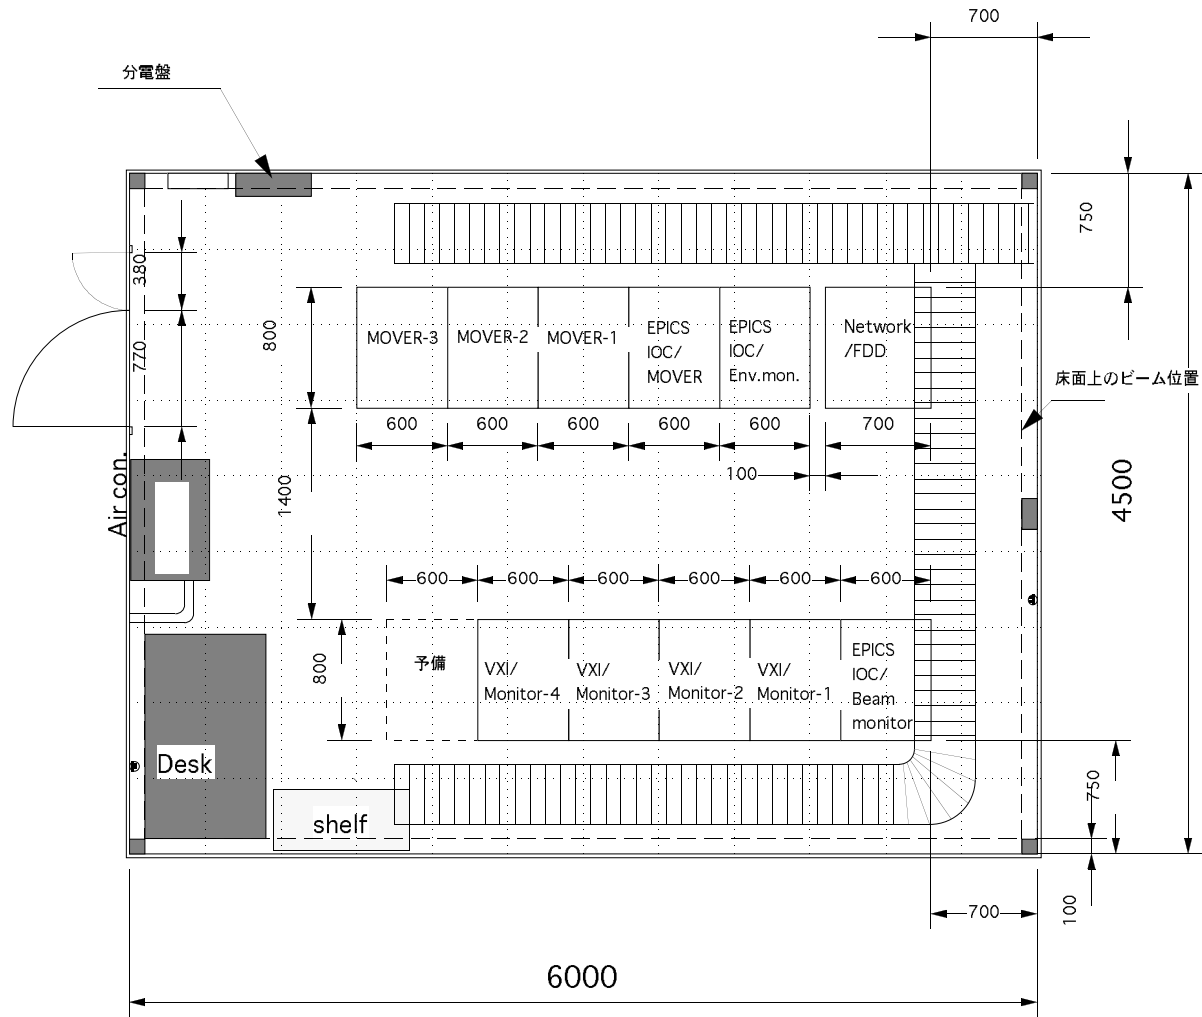 700
分電盤
750
380
770
800
MOVER-3
MOVER-2
MOVER-1
EPICS
IOC/
MOVER
EPICS
IOC/
Env.mon.
Network
/FDD
床面上のビーム位置
600
600
600
600
600
700
100
Air con.
1400
4500
600
600
600
600
600
600
800
予備
VXI/
Monitor-4
VXI/
Monitor-3
VXI/
Monitor-2
VXI/
Monitor-1
EPICS
IOC/
Beam
monitor
Desk
shelf
750
700
100
6000